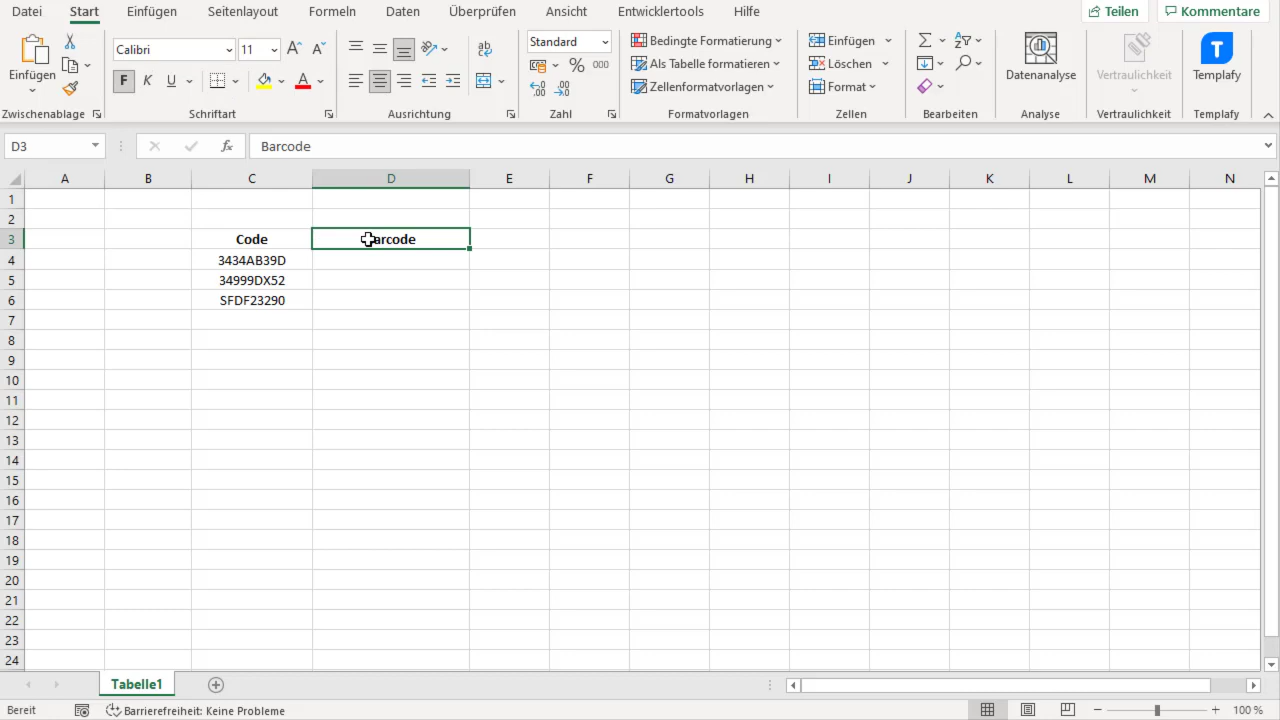 Datei Start Einfügen Seitenlayout Formeln Daten Überprüfen Ansicht Entwicklertools Hilfe Teilen Kommentare
Einfügen
Calibri 11
F K U
ab
Standard
% 000
Bedingte Formatierung
Als Tabelle formatieren
Zellenformatvorlagen
Einfügen
Löschen
Format
Datenanalyse
Vertraulichkeit
Templafy
Zwischenablage Schriftart Ausrichtung Zahl Formatvorlagen Zellen Bearbeiten Analyse Vertraulichkeit Templafy
D3 fx Barcode
A B C D E F G H I J K L M N
1
2
3 Code Barcode
4 3434AB39D
5 34999DX52
6 SFDF23290
7
8
9
10
11
12
13
14
15
16
17
18
19
20
21
22
23
24
Tabelle1
Bereit Barrierefreiheit: Keine Probleme 100 %